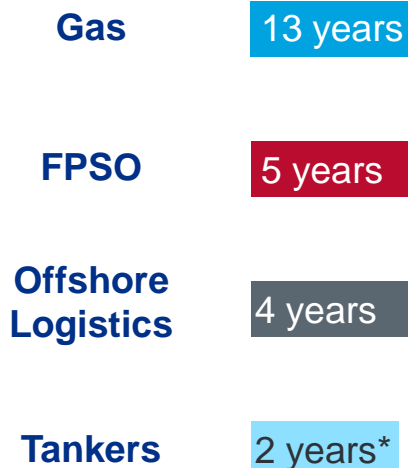 Gas
13 years
FPSO
5 years
Offshore
Logistics
4 years
Tankers
2 years*